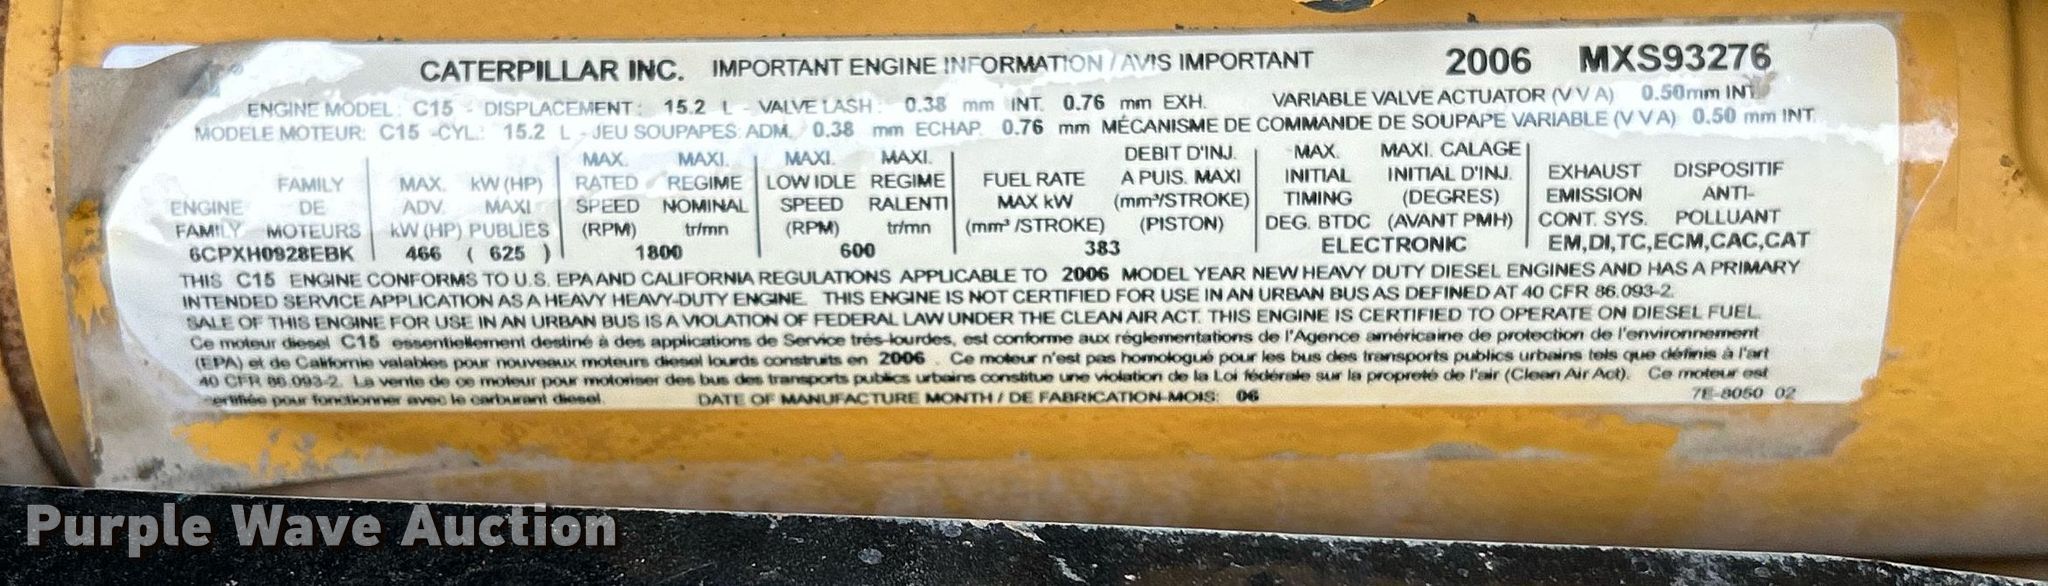 CATERPILLAR INC. IMPORTANT ENGINE INFORMATION / AVIS IMPORTANT 2006 MXS93276
ENGINE MODEL: C15 - DISPLACEMENT: 15.2 L - VALVE LASH: 0.38 mm INT. 0.76 mm EXH. VARIABLE VALVE ACTUATOR (V V A) 0.50mm INT.
MODELE MOTEUR: C15 -CYL.: 15.2 L - JEU SOUPAPES: ADM. 0.38 mm ECHAP. 0.76 mm MÉCANISME DE COMMANDE DE SOUPAPE VARIABLE (V V A) 0.50 mm INT.
MAX. MAXI. MAXI. MAXI. DEBIT D'INJ. MAX. MAXI. CALAGE
FAMILY MAX. kW (HP) RATED REGIME LOW IDLE REGIME FUEL RATE A PUIS. MAXI INITIAL INITIAL D'INJ. EXHAUST DISPOSITIF
ENGINE DE ADV. MAXI SPEED NOMINAL SPEED RALENTI MAX kW (mm³/STROKE) TIMING (DEGRES) EMISSION ANTI-
FAMILY MOTEURS kW (HP) PUBLIÉS (RPM) tr/mn (RPM) tr/mn (mm³ /STROKE) (PISTON) DEG. BTDC (AVANT PMH) CONT. SYS. POLLUANT
6CPXH0928EBK 466 ( 625 ) 1800 600 383 ELECTRONIC EM,DI,TC,ECM,CAC,CAT
THIS C15 ENGINE CONFORMS TO U.S. EPA AND CALIFORNIA REGULATIONS APPLICABLE TO 2006 MODEL YEAR NEW HEAVY DUTY DIESEL ENGINES AND HAS A PRIMARY
INTENDED SERVICE APPLICATION AS A HEAVY HEAVY-DUTY ENGINE. THIS ENGINE IS NOT CERTIFIED FOR USE IN AN URBAN BUS AS DEFINED AT 40 CFR 86.093-2.
SALE OF THIS ENGINE FOR USE IN AN URBAN BUS IS A VIOLATION OF FEDERAL LAW UNDER THE CLEAN AIR ACT. THIS ENGINE IS CERTIFIED TO OPERATE ON DIESEL FUEL.
Ce moteur diesel C15 essentiellement destiné à des applications de Service très-lourdes, est conforme aux réglementations de l'Agence américaine de protection de l'environnement
(EPA) et de Californie valables pour nouveaux moteurs diesel lourds construits en 2006 . Ce moteur n'est pas homologué pour les bus des transports publics urbains tels que définis à l'art
40 CFR 86.093-2. La vente de ce moteur pour motoriser des bus des transports publics urbains constitue une violation de la Loi fédérale sur la propreté de l'air (Clean Air Act). Ce moteur est
certifiée pour fonctionner avec le carburant diesel. DATE OF MANUFACTURE MONTH / DE FABRICATION-MOIS: 06 7E-8050 02
Purple Wave Auction